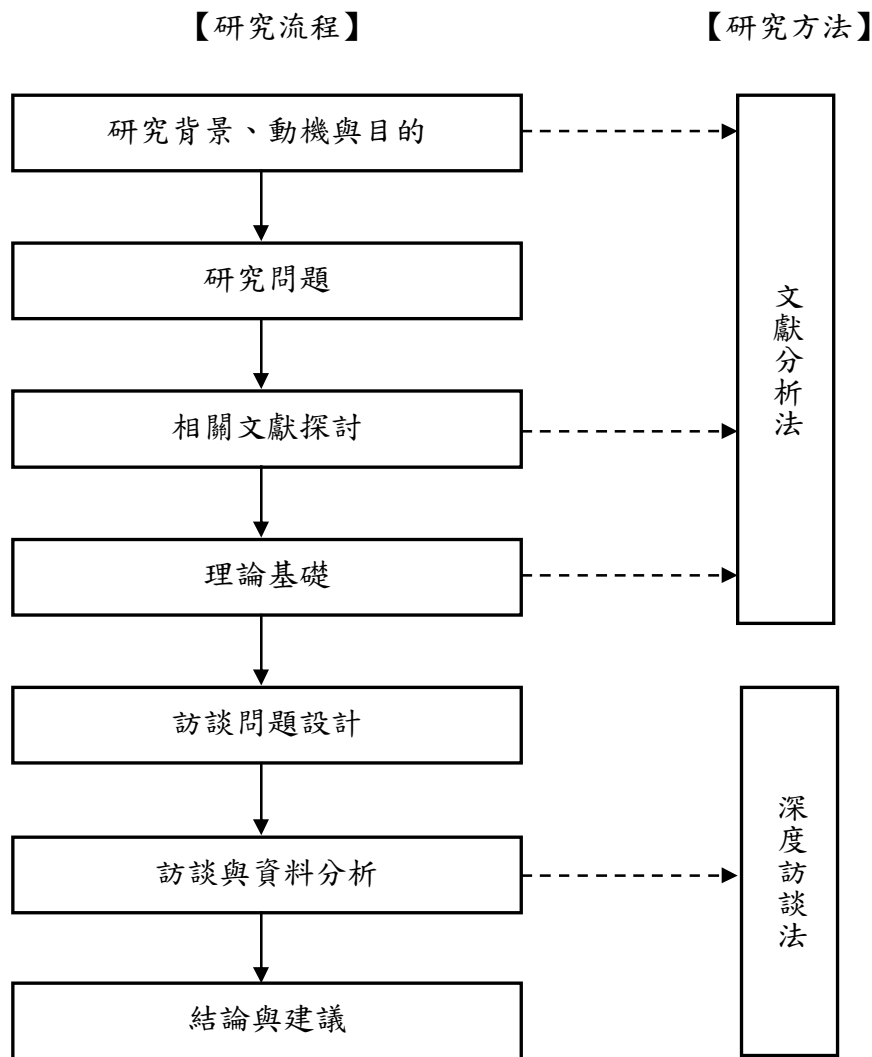 【研究流程】
【研究方法】
研究背景、動機與目的
研究問題
相關文獻探討
理論基礎
訪談問題設計
訪談與資料分析
結論與建議
文獻分析法
深度訪談法